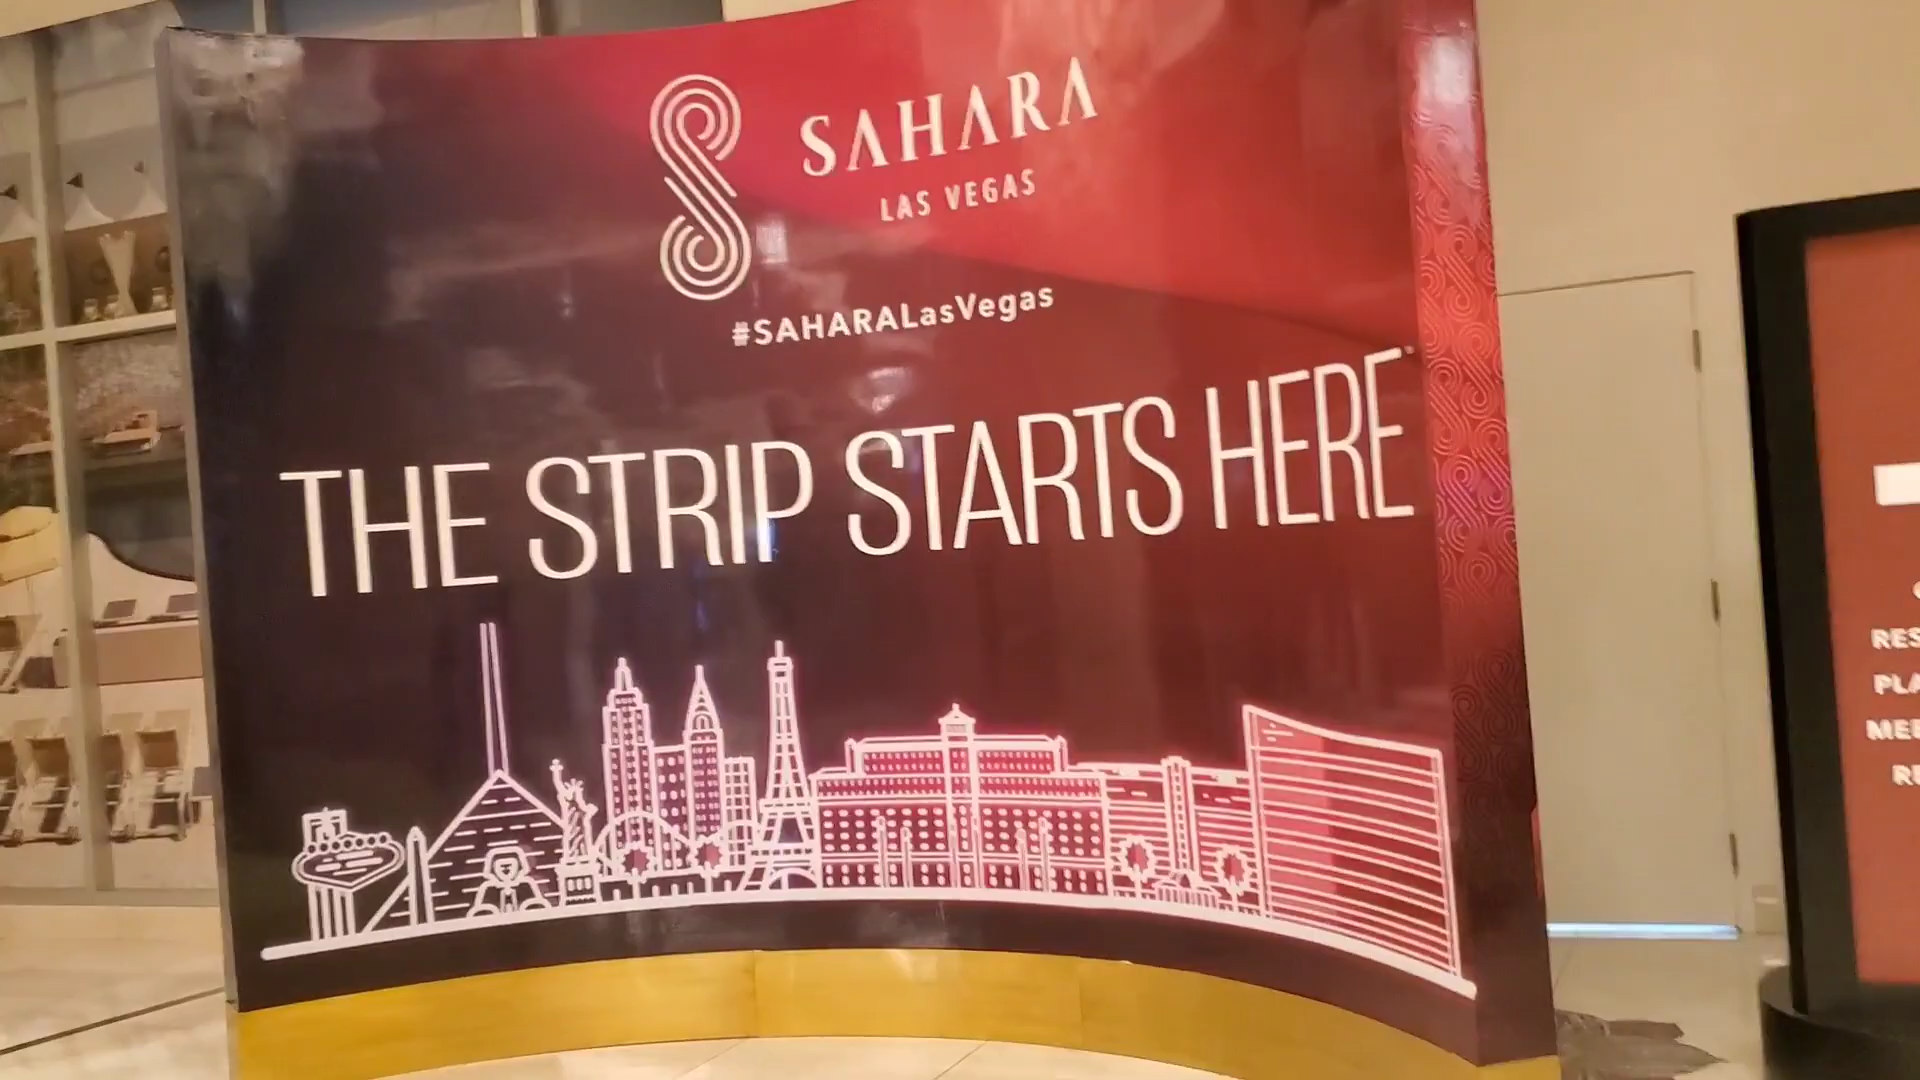 SAHARA
LAS VEGAS
#SAHARALasVegas
THE STRIP STARTS HERE